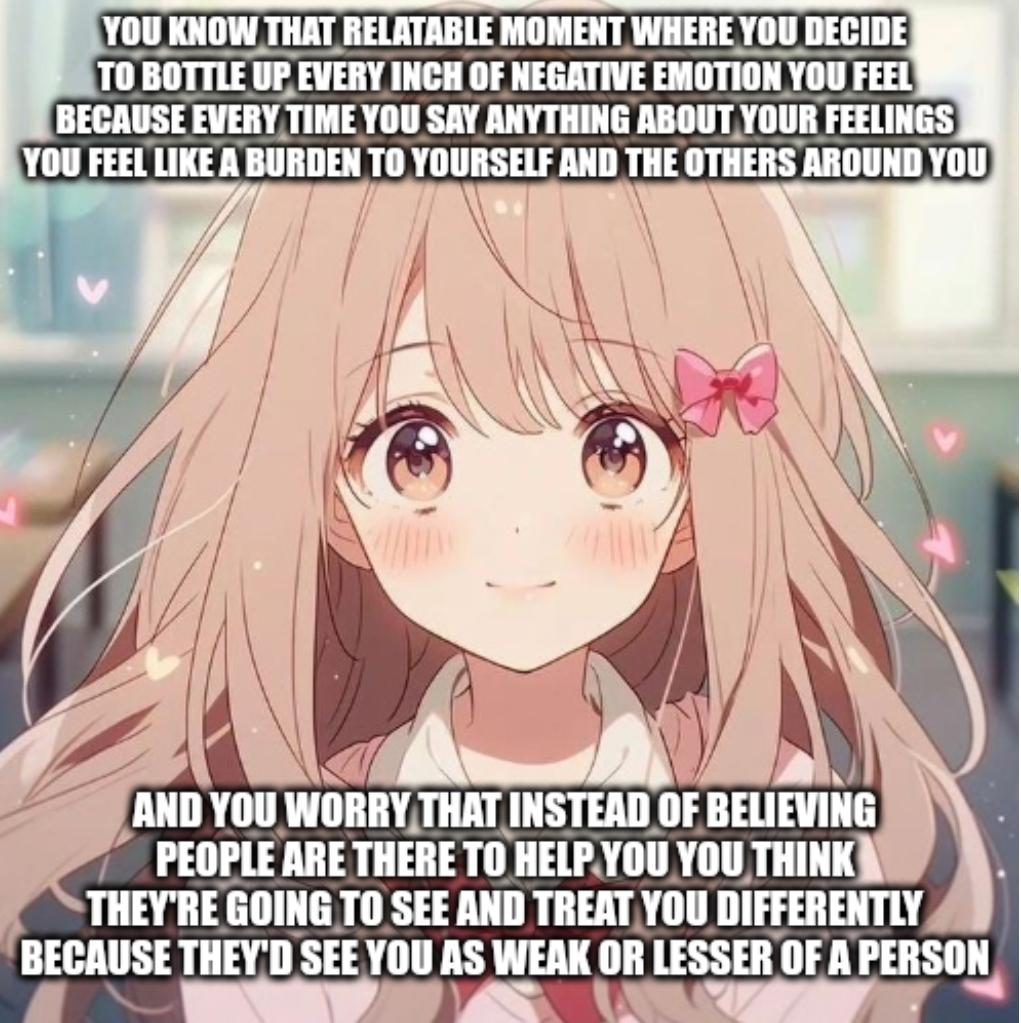 YOU KNOW THAT RELATABLE MOMENT WHERE YOU DECIDE
TO BOTTLE UP EVERY INCH OF NEGATIVE EMOTION YOU FEEL
BECAUSE EVERY TIME YOU SAY ANYTHING ABOUT YOUR FEELINGS
YOU FEEL LIKE A BURDEN TO YOURSELF AND THE OTHERS AROUND YOU
AND YOU WORRY THAT INSTEAD OF BELIEVING
PEOPLE ARE THERE TO HELP YOU YOU THINK
THEY'RE GOING TO SEE AND TREAT YOU DIFFERENTLY
BECAUSE THEY'D SEE YOU AS WEAK OR LESSER OF A PERSON